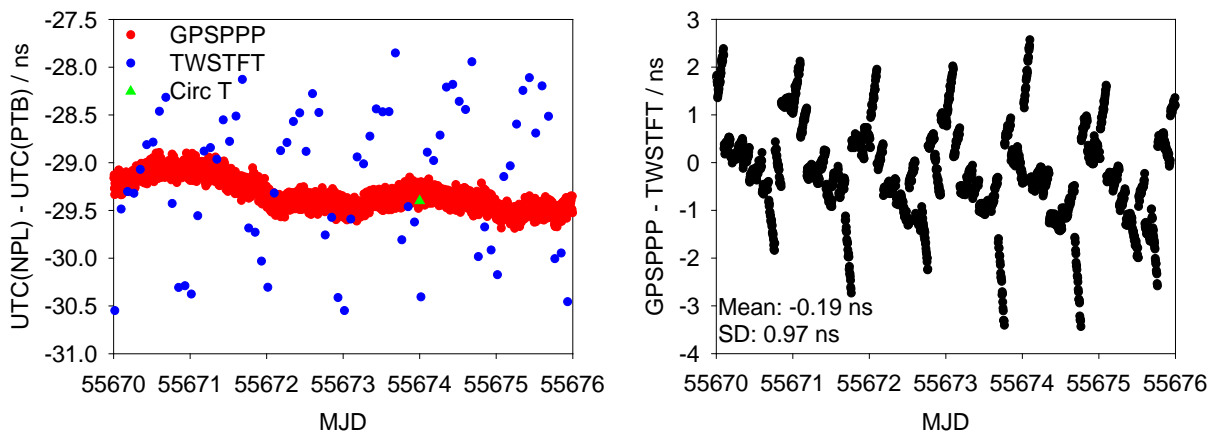 UTC(NPL) - UTC(PTB) / ns
-27.5
-28.0
-28.5
-29.0
-29.5
-30.0
-30.5
-31.0
GPSPPP
TWSTFT
Circ T
55670 55671 55672 55673 55674 55675 55676
MJD
GPSPPP - TWSTFT / ns
3
2
1
0
-1
-2
-3
-4
Mean: -0.19 ns
SD: 0.97 ns
55670 55671 55672 55673 55674 55675 55676
MJD